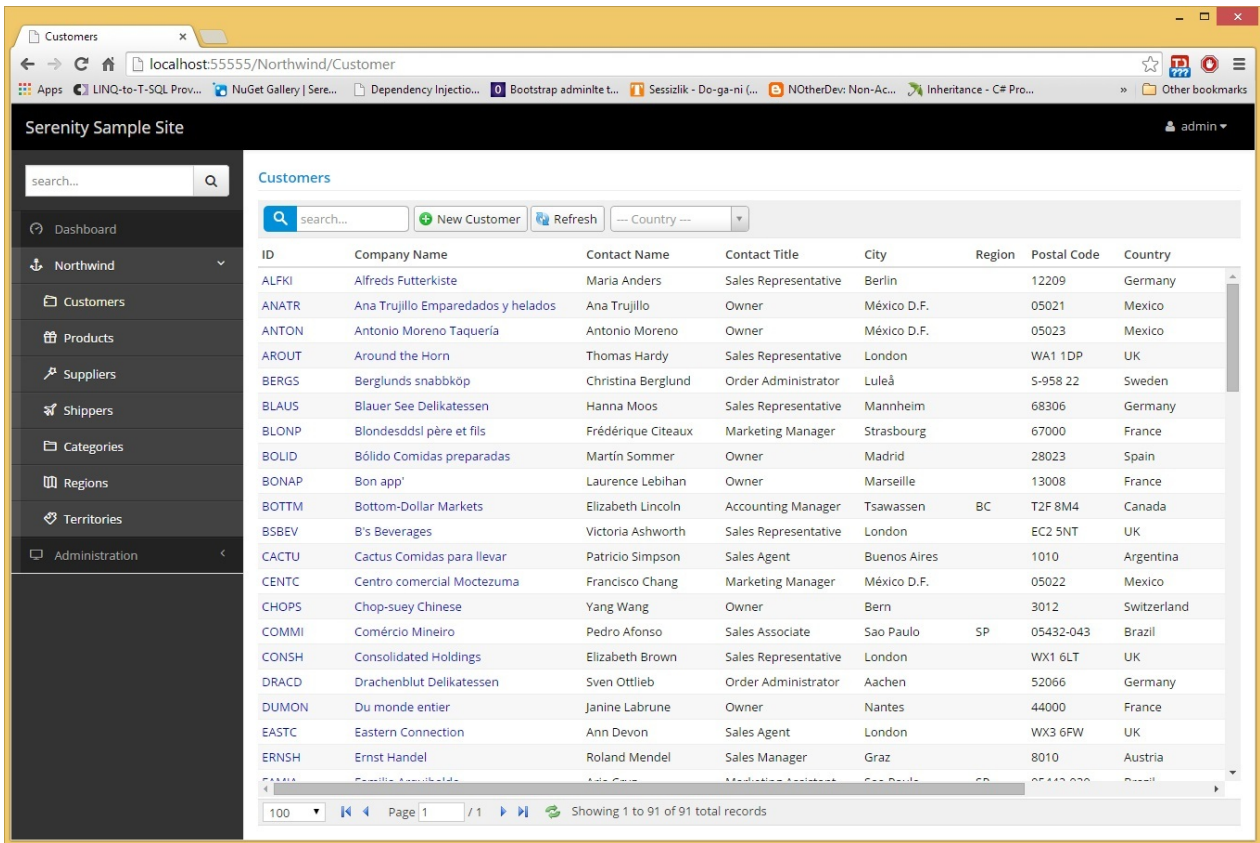 Customers
localhost:55555/Northwind/Customer
Apps LINQ-to-T-SQL Prov... NuGet Gallery | Sere... Dependency Injectio... Bootstrap adminlte t... Sessizlik - Do-ga-ni (... NOtherDev: Non-Ac... Inheritance - C# Pro... » Other bookmarks
Serenity Sample Site admin
search...
Dashboard
Northwind
Customers
Products
Suppliers
Shippers
Categories
Regions
Territories
Administration
Customers
search... New Customer Refresh --- Country ---
ID Company Name Contact Name Contact Title City Region Postal Code Country
ALFKI Alfreds Futterkiste Maria Anders Sales Representative Berlin 12209 Germany
ANATR Ana Trujillo Emparedados y helados Ana Trujillo Owner México D.F. 05021 Mexico
ANTON Antonio Moreno Taquería Antonio Moreno Owner México D.F. 05023 Mexico
AROUT Around the Horn Thomas Hardy Sales Representative London WA1 1DP UK
BERGS Berglunds snabbköp Christina Berglund Order Administrator Luleå S-958 22 Sweden
BLAUS Blauer See Delikatessen Hanna Moos Sales Representative Mannheim 68306 Germany
BLONP Blondesddsl père et fils Frédérique Citeaux Marketing Manager Strasbourg 67000 France
BOLID Bólido Comidas preparadas Martín Sommer Owner Madrid 28023 Spain
BONAP Bon app' Laurence Lebihan Owner Marseille 13008 France
BOTTM Bottom-Dollar Markets Elizabeth Lincoln Accounting Manager Tsawassen BC T2F 8M4 Canada
BSBEV B's Beverages Victoria Ashworth Sales Representative London EC2 5NT UK
CACTU Cactus Comidas para llevar Patricio Simpson Sales Agent Buenos Aires 1010 Argentina
CENTC Centro comercial Moctezuma Francisco Chang Marketing Manager México D.F. 05022 Mexico
CHOPS Chop-suey Chinese Yang Wang Owner Bern 3012 Switzerland
COMMI Comércio Mineiro Pedro Afonso Sales Associate Sao Paulo SP 05432-043 Brazil
CONSH Consolidated Holdings Elizabeth Brown Sales Representative London WX1 6LT UK
DRACD Drachenblut Delikatessen Sven Ottlieb Order Administrator Aachen 52066 Germany
DUMON Du monde entier Janine Labrune Owner Nantes 44000 France
EASTC Eastern Connection Ann Devon Sales Agent London WX3 6FW UK
ERNSH Ernst Handel Roland Mendel Sales Manager Graz 8010 Austria
100 Page 1 / 1 Showing 1 to 91 of 91 total records